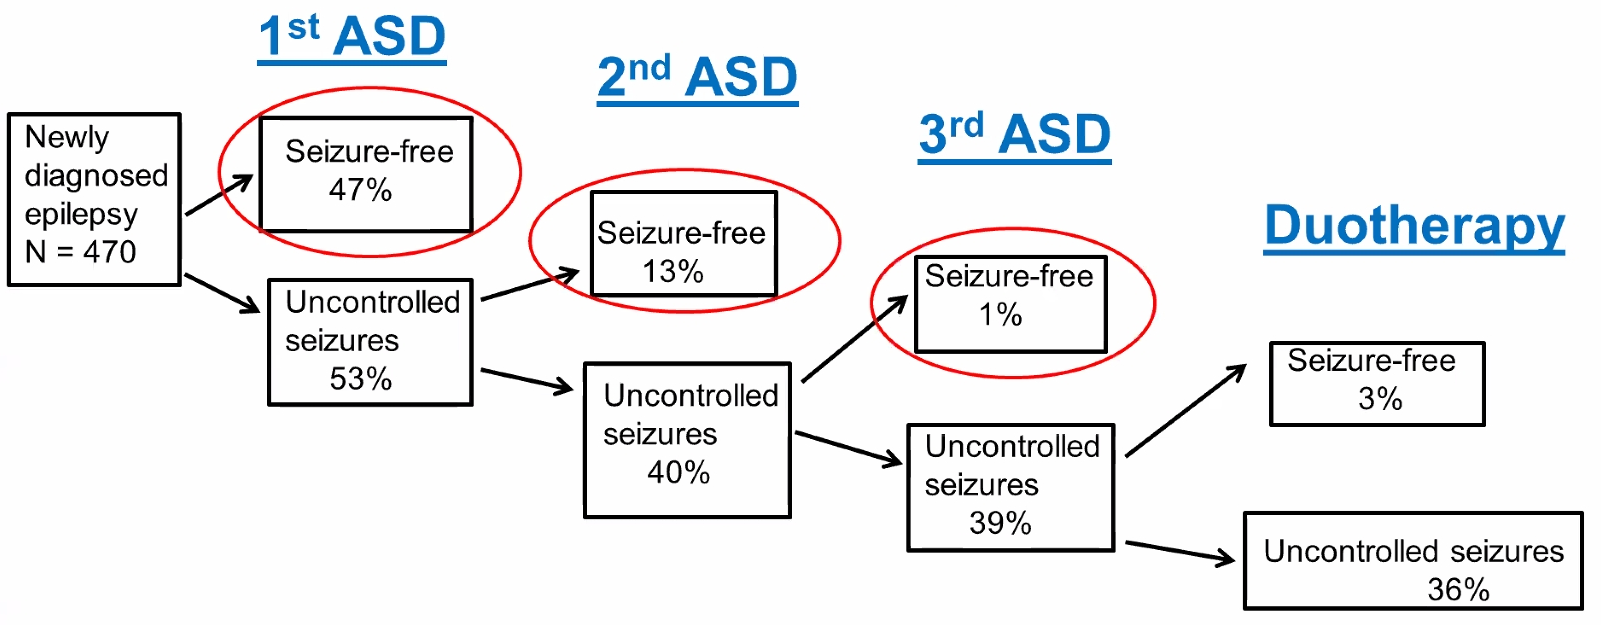 1st ASD
2nd ASD
3rd ASD
Duotherapy
Newly
diagnosed
epilepsy
N = 470
Seizure-free
47%
Uncontrolled
seizures
53%
Seizure-free
13%
Uncontrolled
seizures
40%
Seizure-free
1%
Uncontrolled
seizures
39%
Seizure-free
3%
Uncontrolled seizures
36%